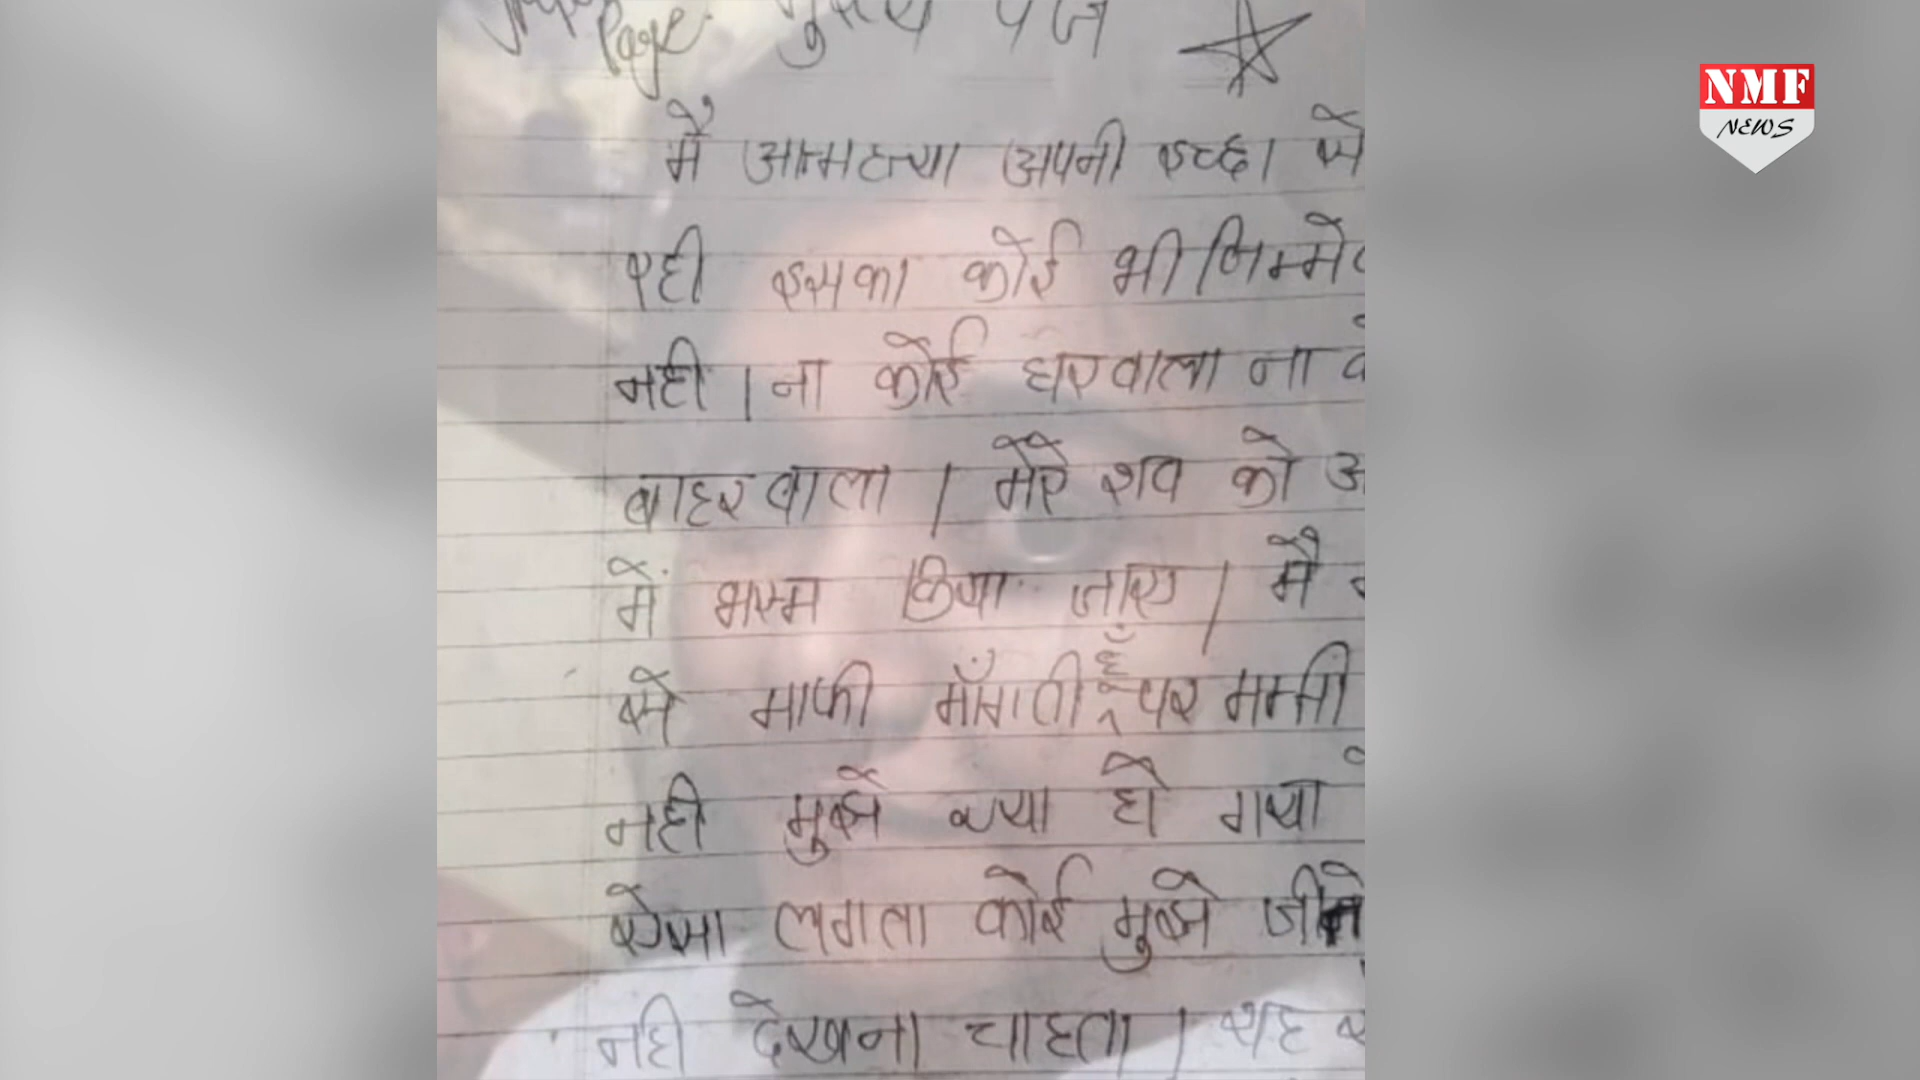 Page मुख्य पेज
NMF
NEWS
मै आत्महत्या अपनी इच्छा से
रही इसका कोई भी
नही । ना कोई घरवाला ना
बाहरवाला । मेरे शव को
में भस्म किया जाए । मै
से माफी माँगती हूँ पर मम्मी
नही मुझे क्या हो गया
ऐसा लगता कोई मुझे जीने
नही देखना चाहता । यह